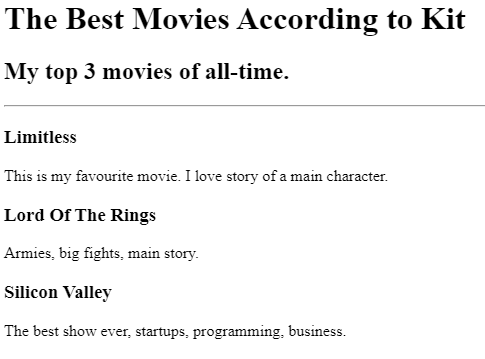 The Best Movies According to Kit
My top 3 movies of all-time.
Limitless
This is my favourite movie. I love story of a main character.
Lord Of The Rings
Armies, big fights, main story.
Silicon Valley
The best show ever, startups, programming, business.